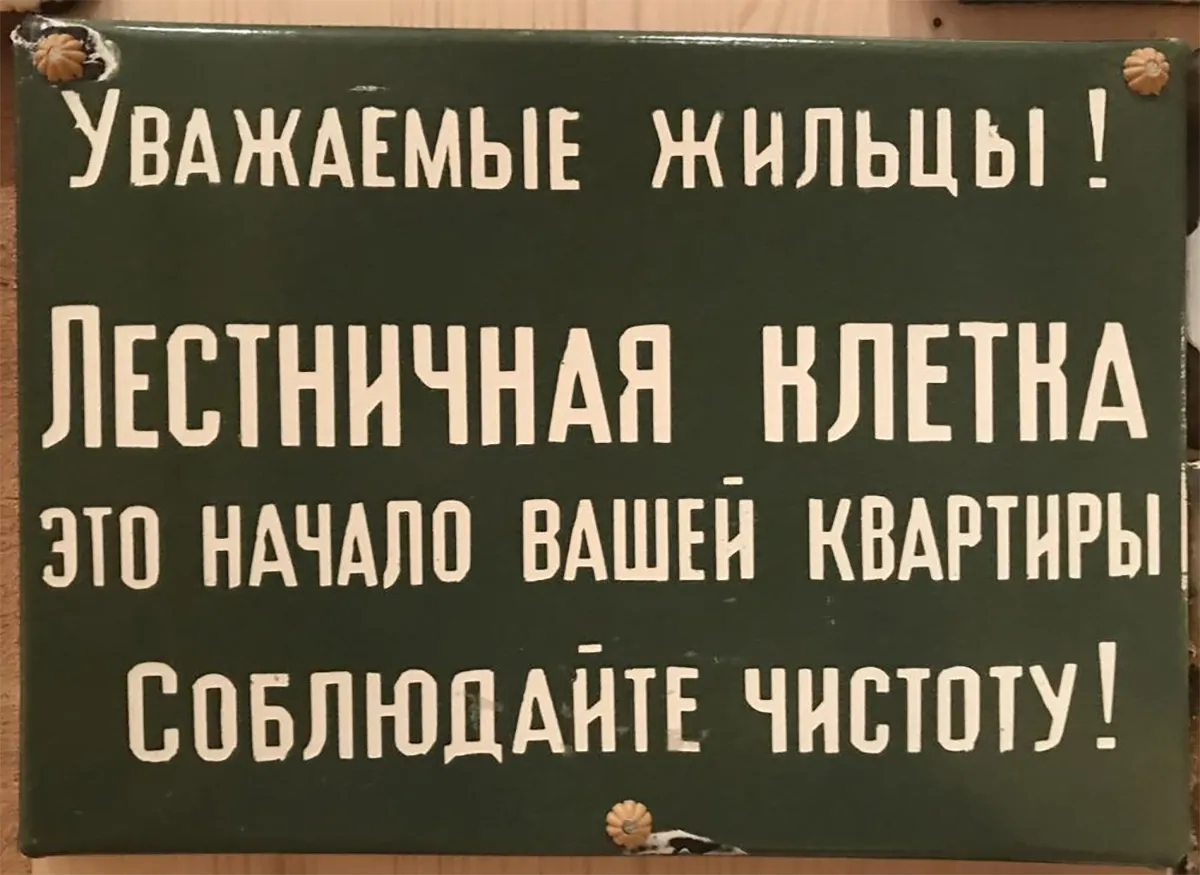 Уважаемые жильцы!
Лестничная клетка
это начало вашей квартиры
Соблюдайте чистоту!